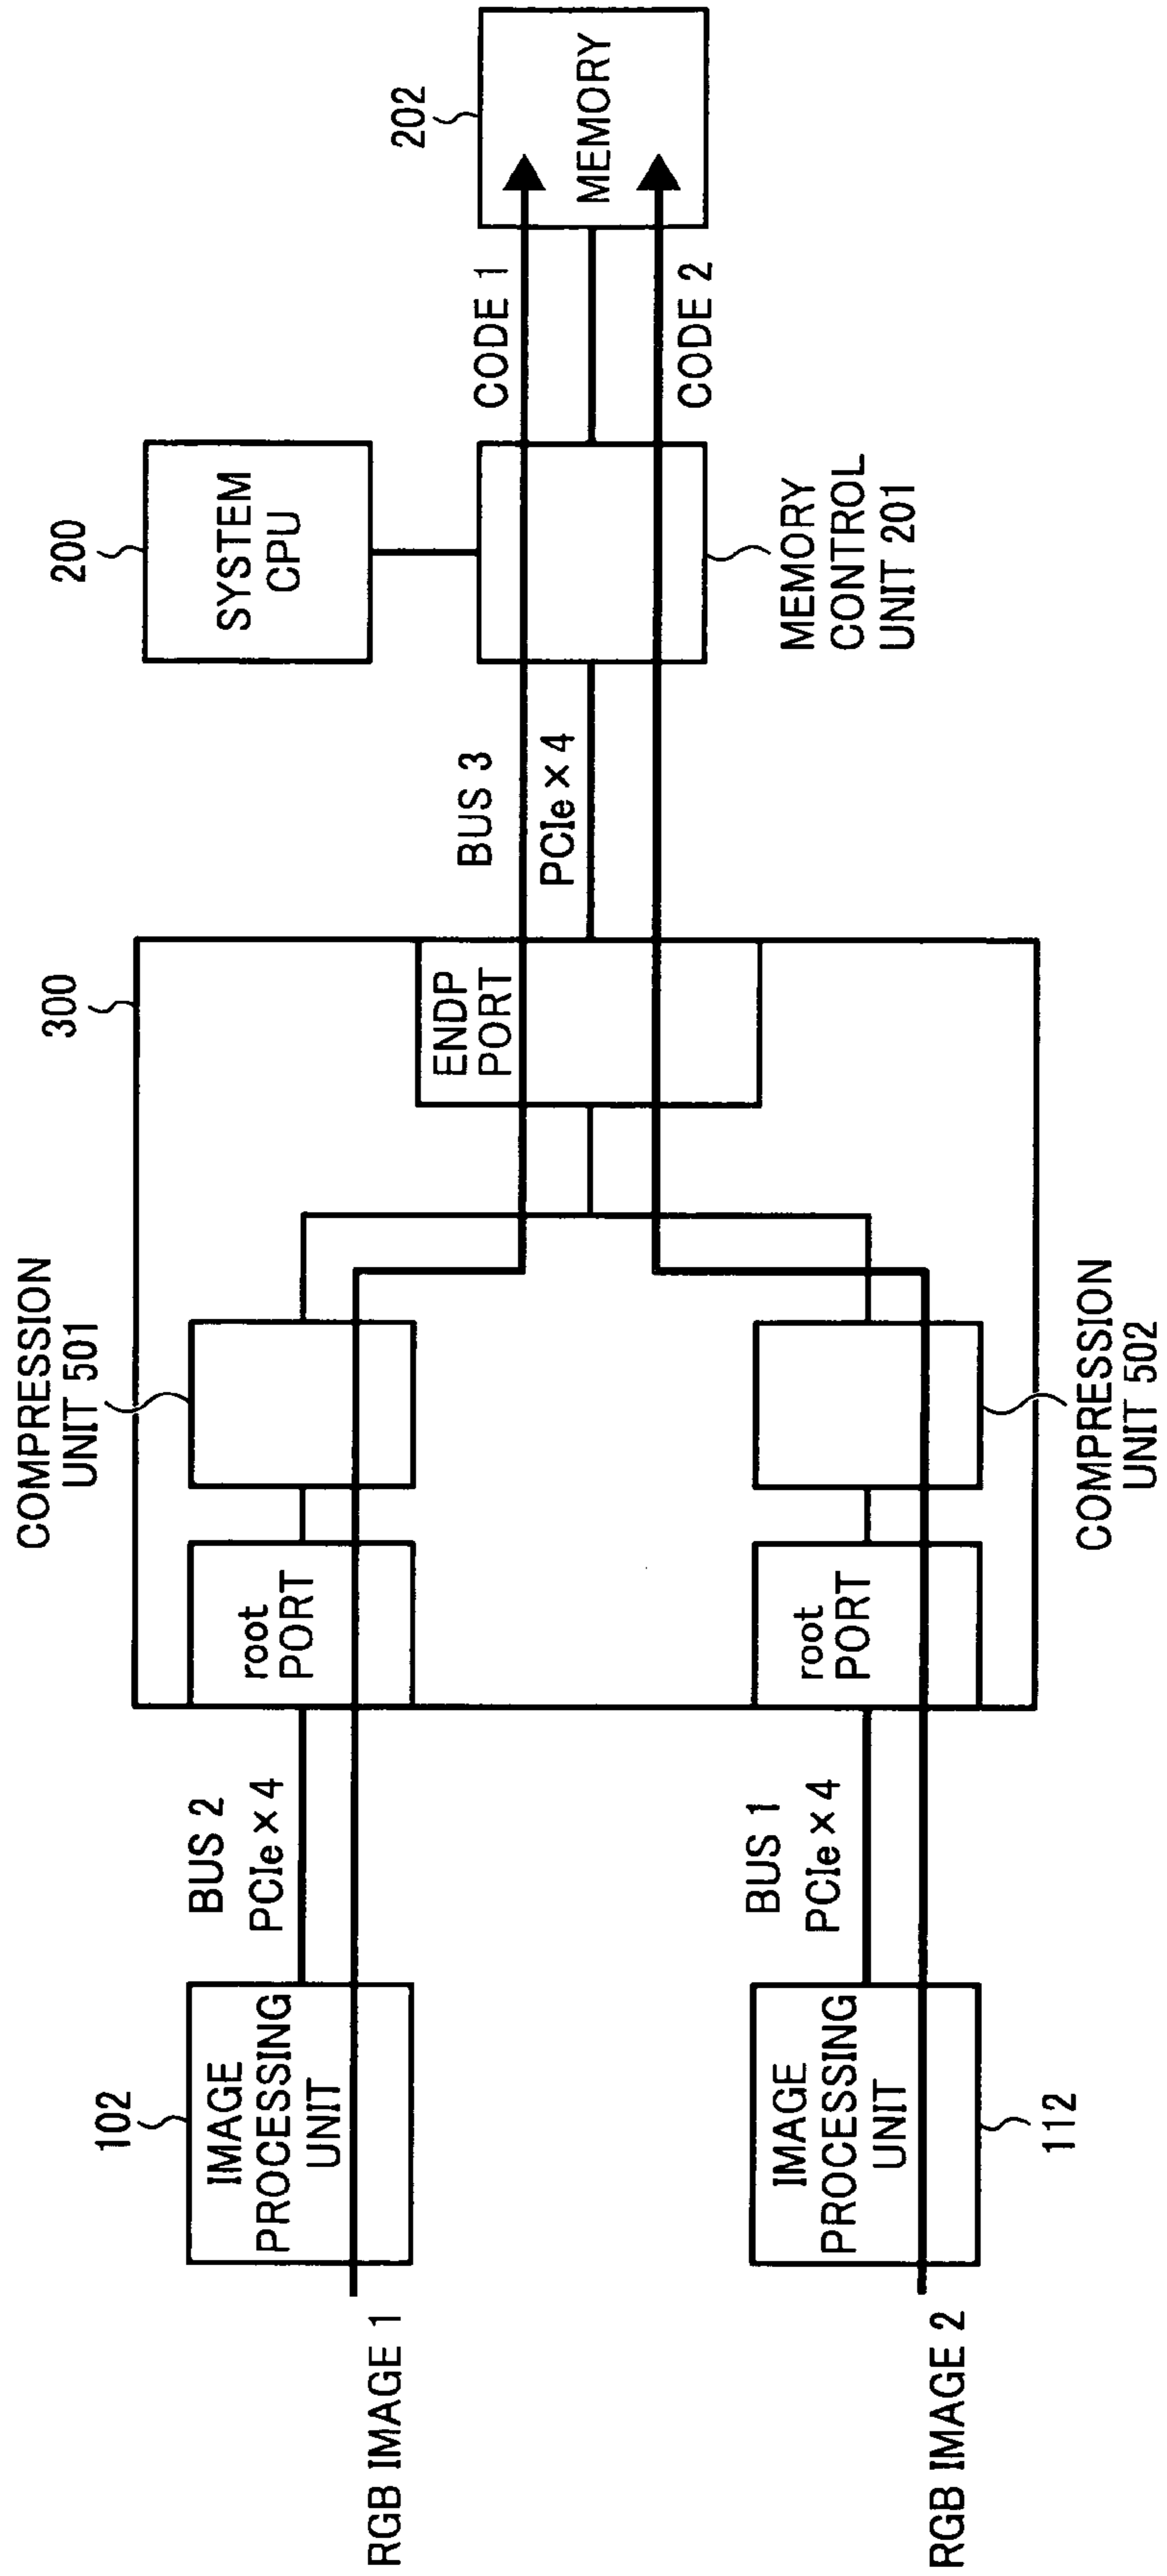 RGB IMAGE 1
102
IMAGE
PROCESSING
UNIT
BUS 2
PCIe × 4
root
PORT
COMPRESSION
UNIT 501
300
ENDP
PORT
BUS 3
PCIe × 4
200
SYSTEM
CPU
MEMORY
CONTROL
UNIT 201
CODE 1
CODE 2
202
MEMORY
RGB IMAGE 2
112
IMAGE
PROCESSING
UNIT
BUS 1
PCIe × 4
root
PORT
COMPRESSION
UNIT 502